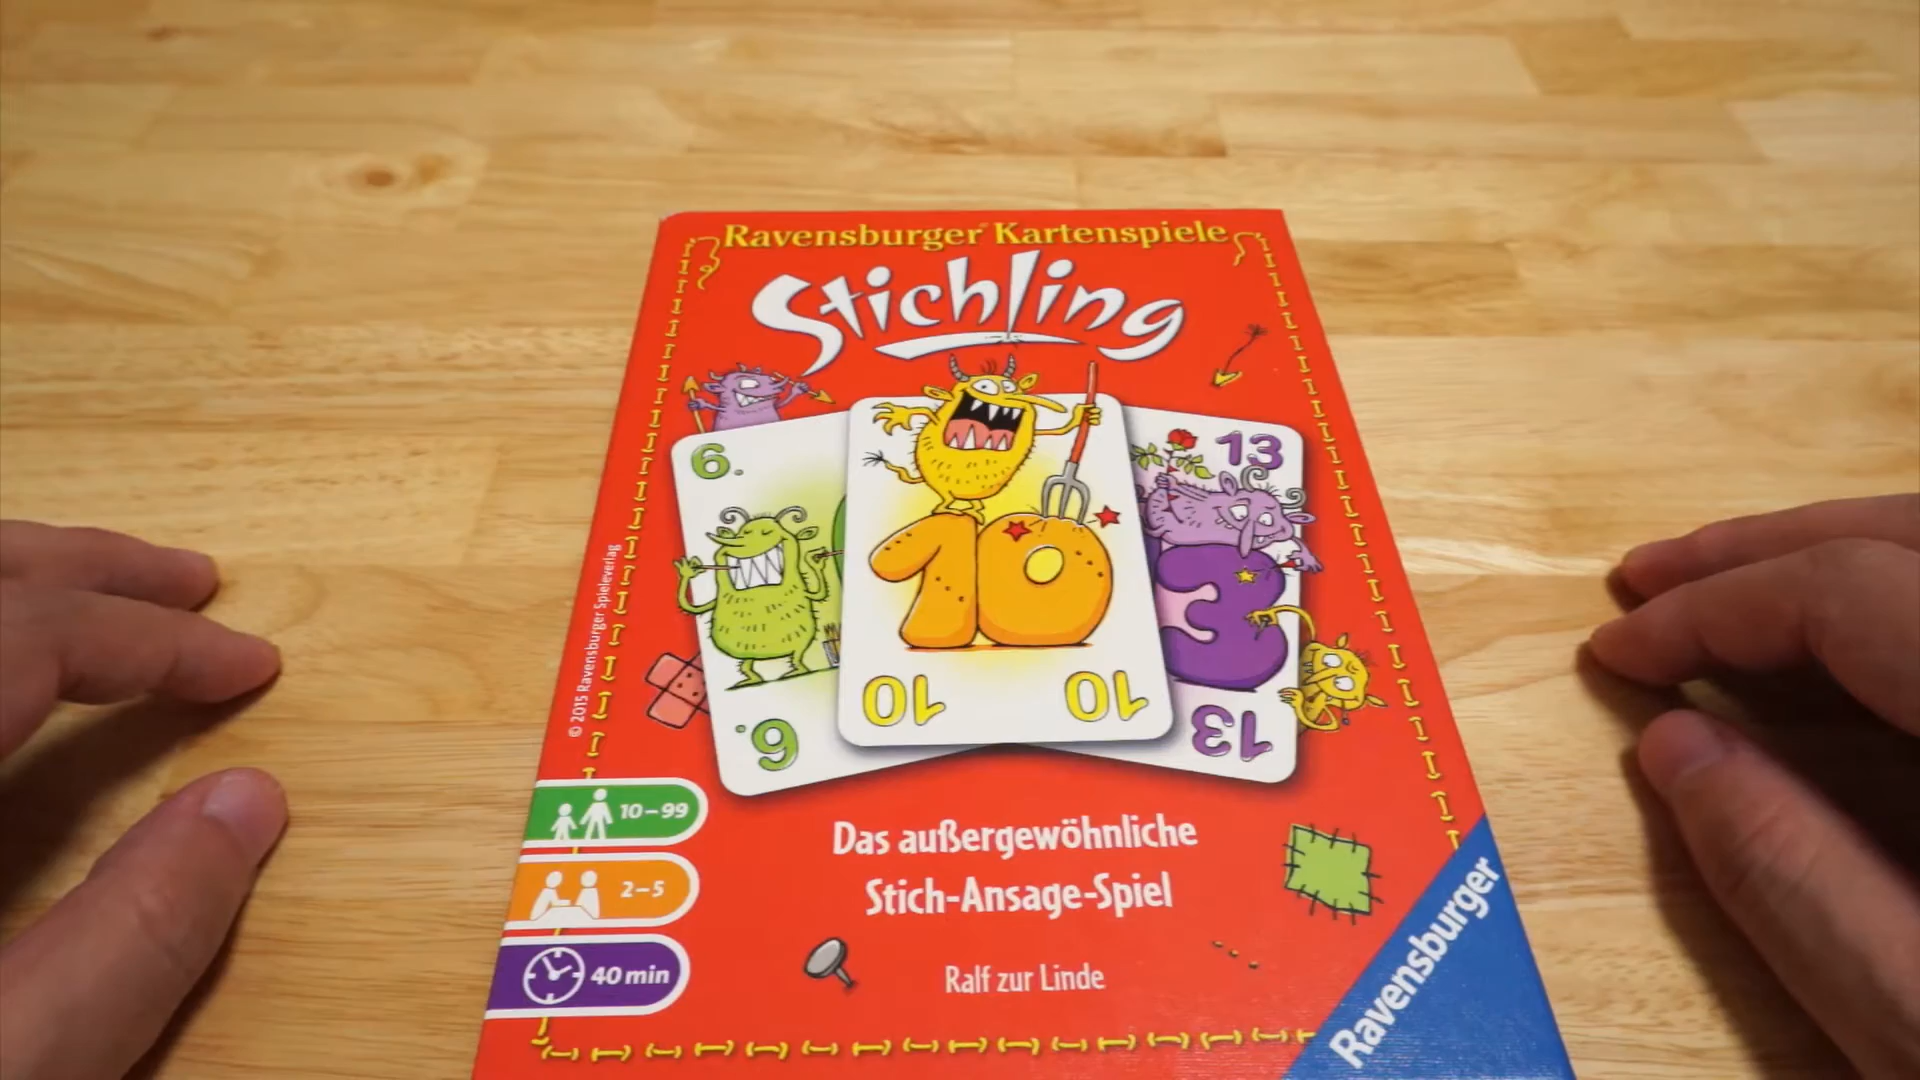 Ravensburger Kartenspiele
Stichling
6.
10
13
3
6.
10
10
13
© 2015 Ravensburger Spieleverlag
10–99
2–5
40 min
Das außergewöhnliche
Stich-Ansage-Spiel
Ralf zur Linde
Ravensburger